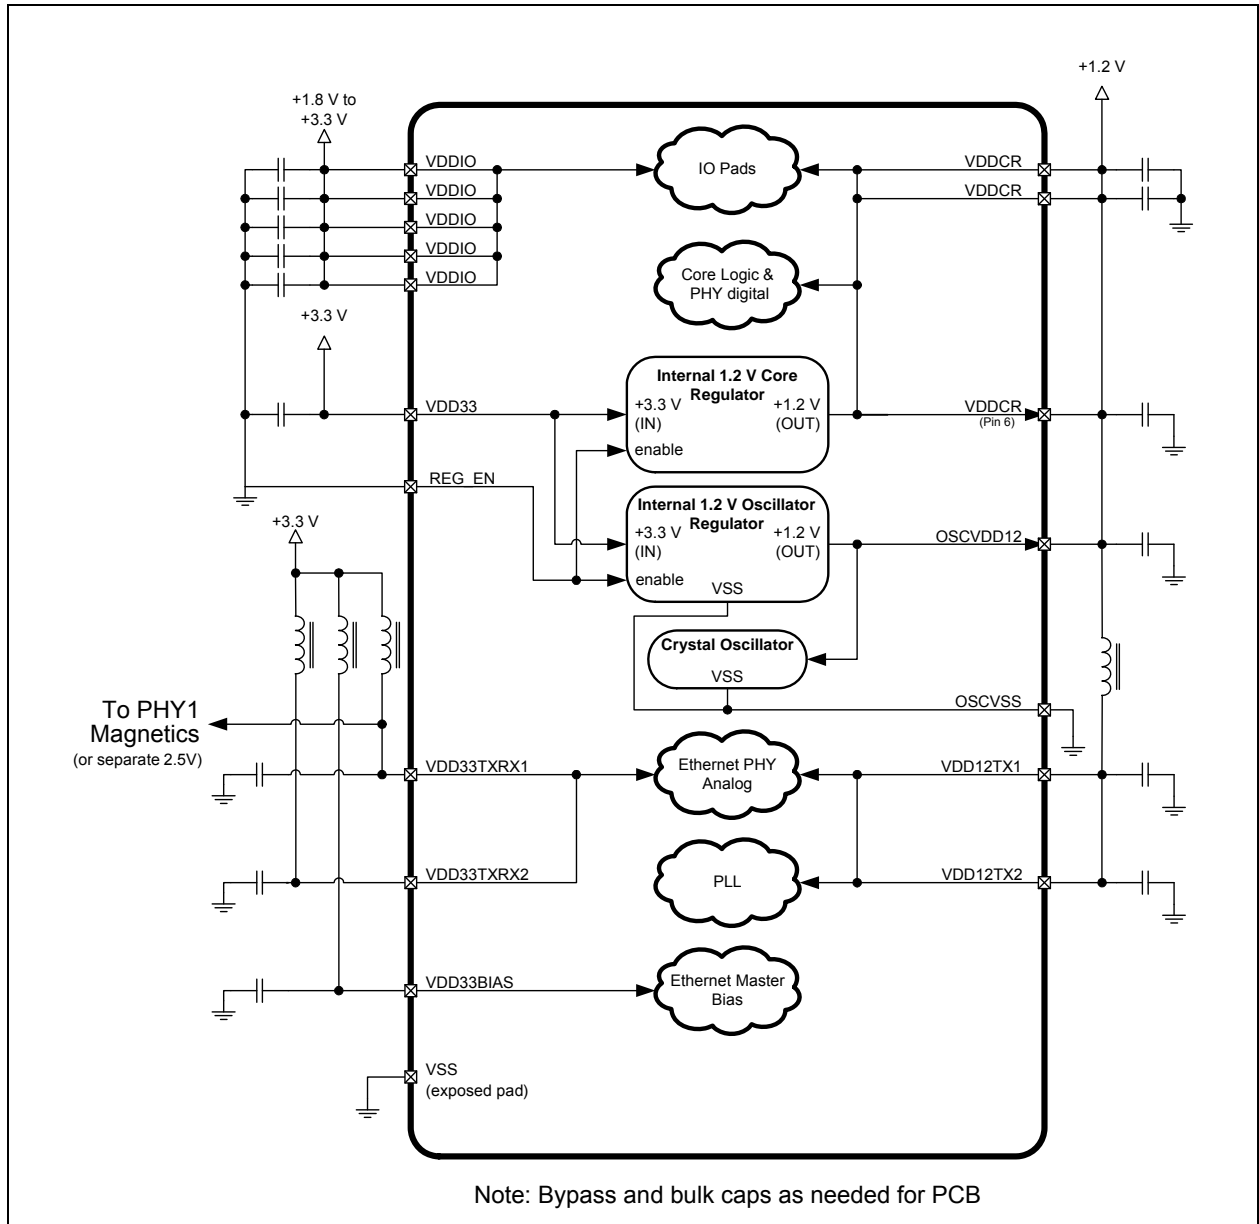 +1.2 V
+1.8 V to
+3.3 V
VDDIO
IO Pads
VDDCR
VDDIO
VDDCR
VDDIO
VDDIO
Core Logic &
PHY digital
VDDIO
+3.3 V
Internal 1.2 V Core
Regulator
+3.3 V
(IN)
+1.2 V
(OUT)
enable
VDD33
VDDCR
(Pin 6)
REG_EN
Internal 1.2 V Oscillator
Regulator
+3.3 V
(IN)
+1.2 V
(OUT)
enable
VSS
OSCVDD12
+3.3 V
Crystal Oscillator
VSS
OSCVSS
To PHY1
Magnetics
(or separate 2.5V)
VDD33TXRX1
Ethernet PHY
Analog
VDD12TX1
VDD33TXRX2
PLL
VDD12TX2
VDD33BIAS
Ethernet Master
Bias
VSS
(exposed pad)
Note: Bypass and bulk caps as needed for PCB